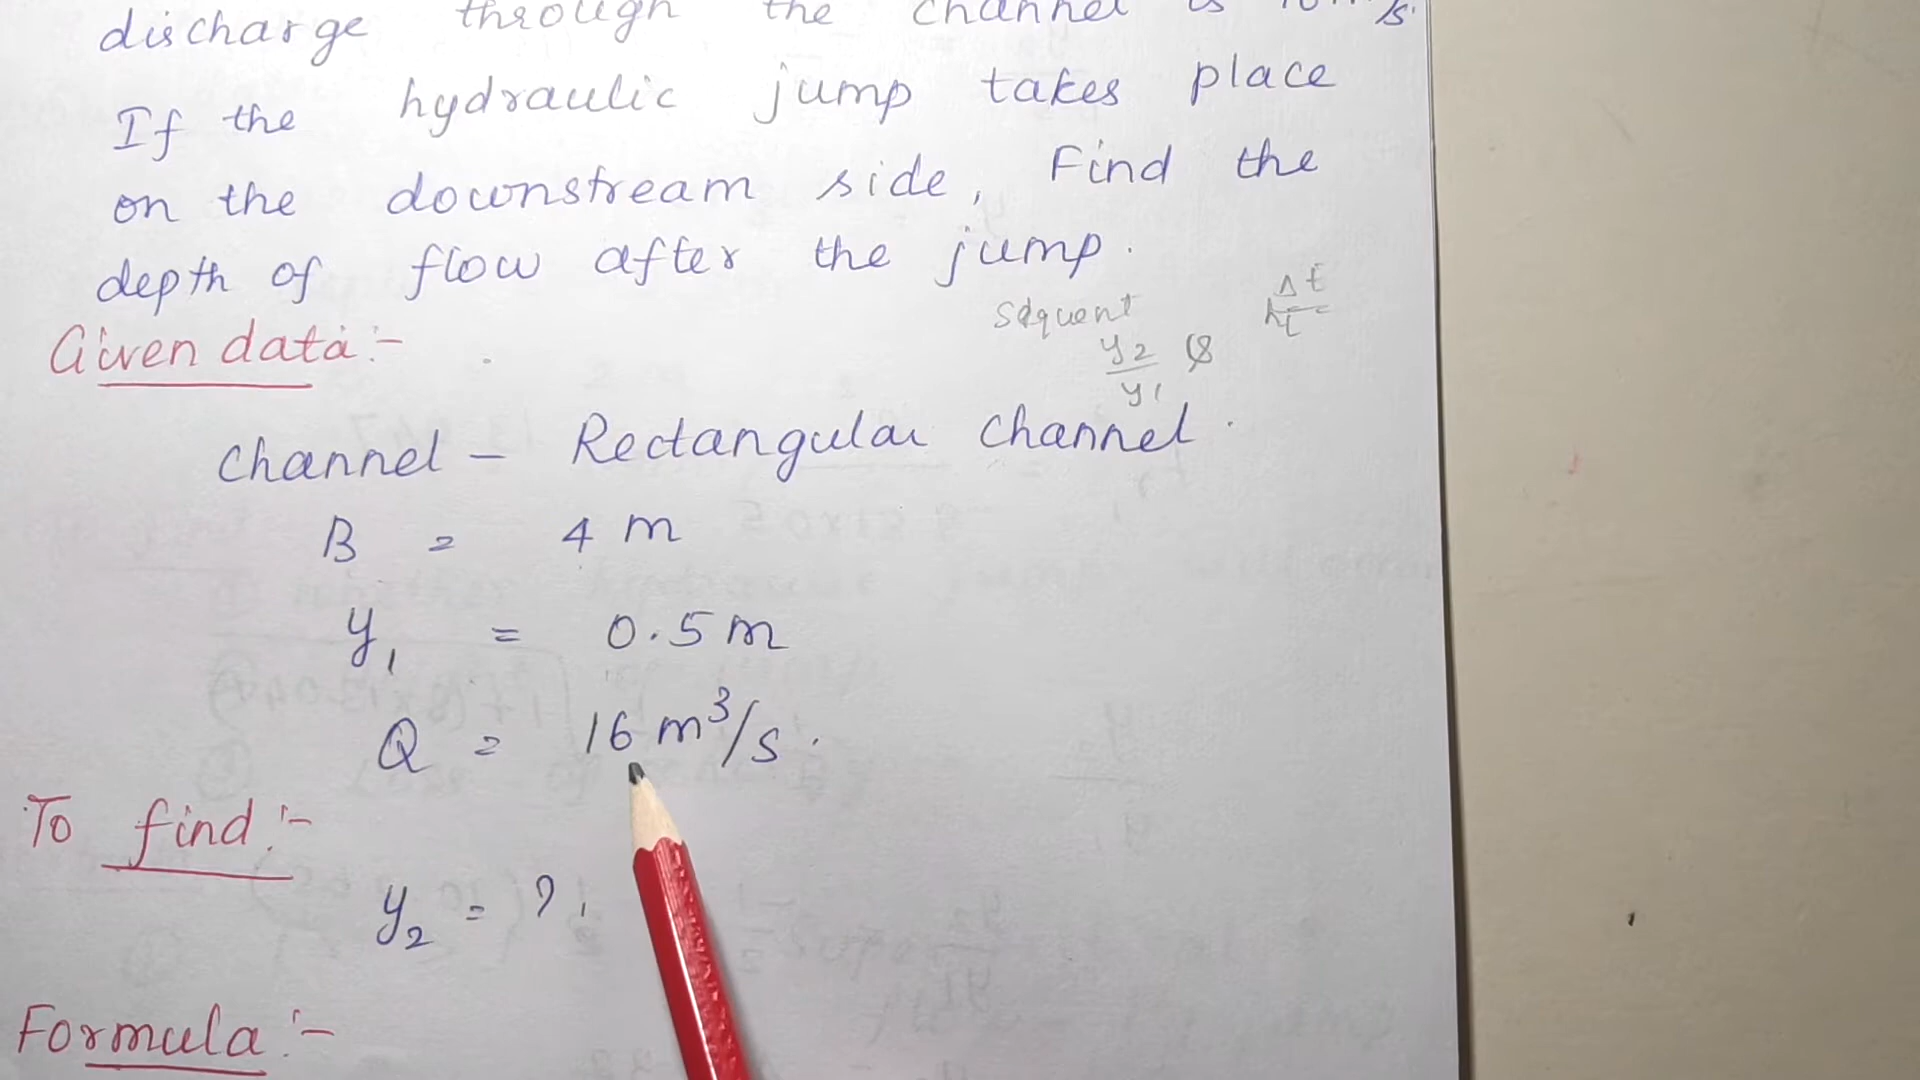 discharge through the channel is
If the hydraulic jump takes place
on the downstream side, Find the
depth of flow after the jump.
Given data :-
Sequent
y2
y1
Channel - Rectangular channel.
B = 4 m
y1 = 0.5 m
Q = 16 m³/s.
To find :-
y2 = ?
Formula :-